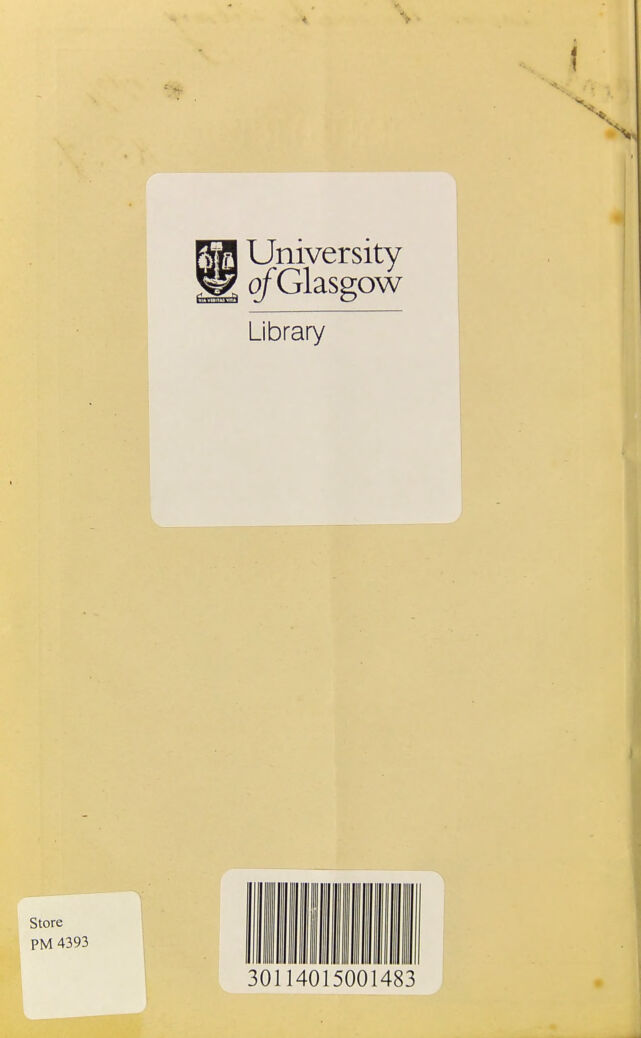 University
of Glasgow
Library
Store
PM 4393
30114015001483